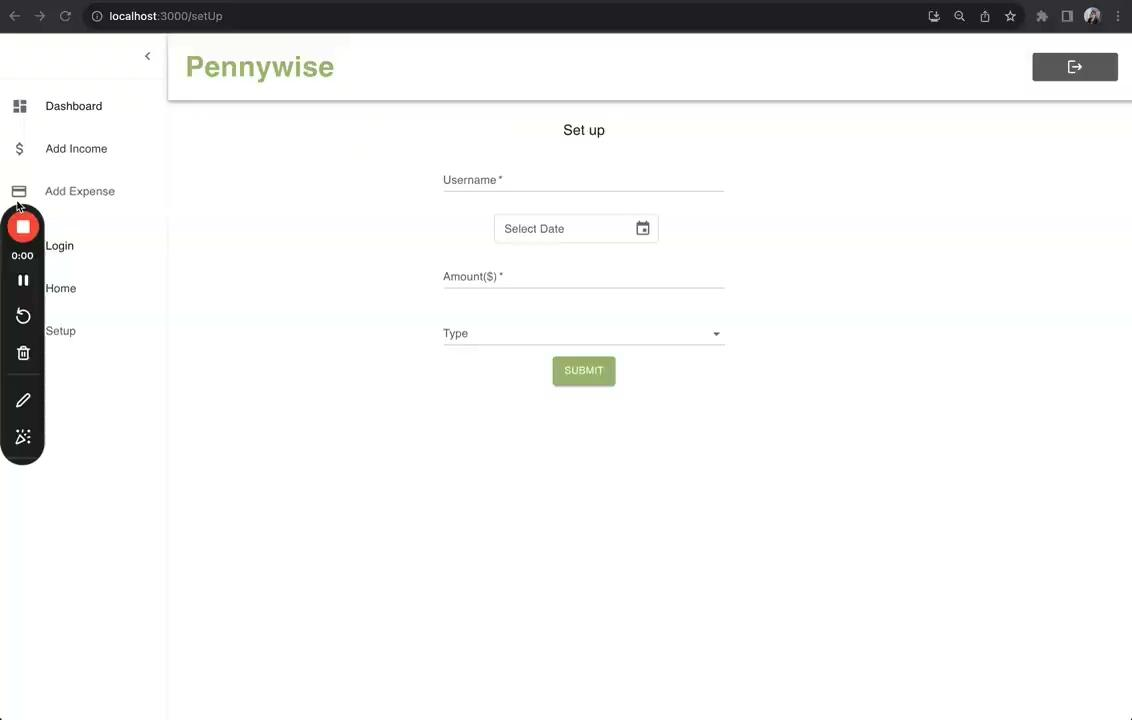 localhost:3000/setUp
Pennywise
Dashboard
Add Income
Add Expense
0:00
Login
Home
Setup
Set up
Username *
Select Date
Amount($) *
Type
SUBMIT